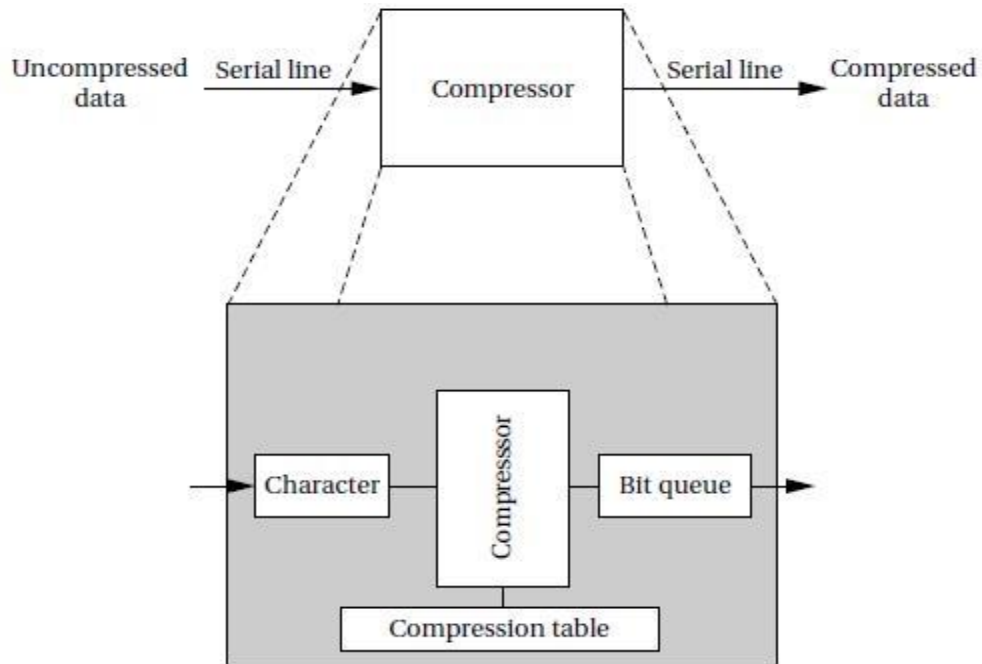 Uncompressed
data
Serial line
Compressor
Serial line
Compressed
data
Character
Compresssor
Bit queue
Compression table